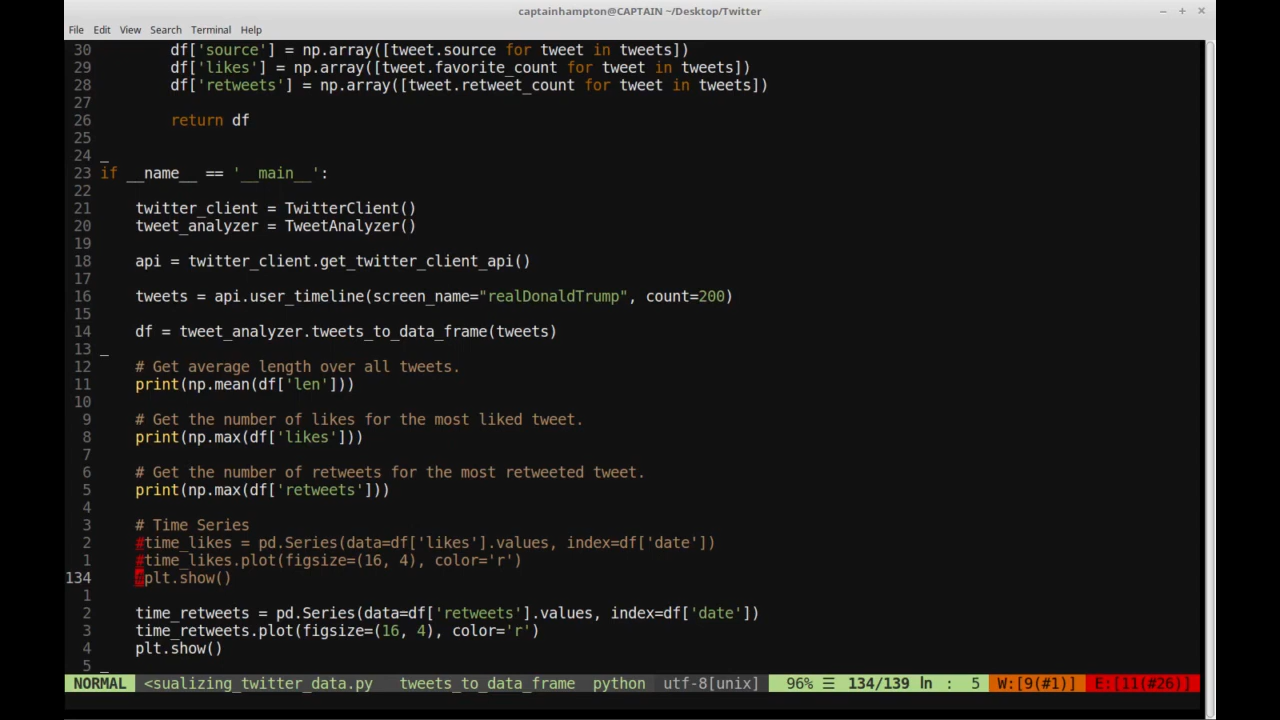 captainhampton@CAPTAIN ~/Desktop/Twitter
File Edit View Search Terminal Help
30 df['source'] = np.array([tweet.source for tweet in tweets])
29 df['likes'] = np.array([tweet.favorite_count for tweet in tweets])
28 df['retweets'] = np.array([tweet.retweet_count for tweet in tweets])
27
26 return df
25
24 _
23 if __name__ == '__main__':
22
21 twitter_client = TwitterClient()
20 tweet_analyzer = TweetAnalyzer()
19
18 api = twitter_client.get_twitter_client_api()
17
16 tweets = api.user_timeline(screen_name="realDonaldTrump", count=200)
15
14 df = tweet_analyzer.tweets_to_data_frame(tweets)
13 _
12 # Get average length over all tweets.
11 print(np.mean(df['len']))
10
9 # Get the number of likes for the most liked tweet.
8 print(np.max(df['likes']))
7
6 # Get the number of retweets for the most retweeted tweet.
5 print(np.max(df['retweets']))
4
3 # Time Series
2 #time_likes = pd.Series(data=df['likes'].values, index=df['date'])
1 #time_likes.plot(figsize=(16, 4), color='r')
134 #plt.show()
1
2 time_retweets = pd.Series(data=df['retweets'].values, index=df['date'])
3 time_retweets.plot(figsize=(16, 4), color='r')
4 plt.show()
5 _
NORMAL <sualizing_twitter_data.py tweets_to_data_frame python utf-8[unix] 96% ☰ 134/139 ln : 5 W:[9(#1)] E:[11(#26)]